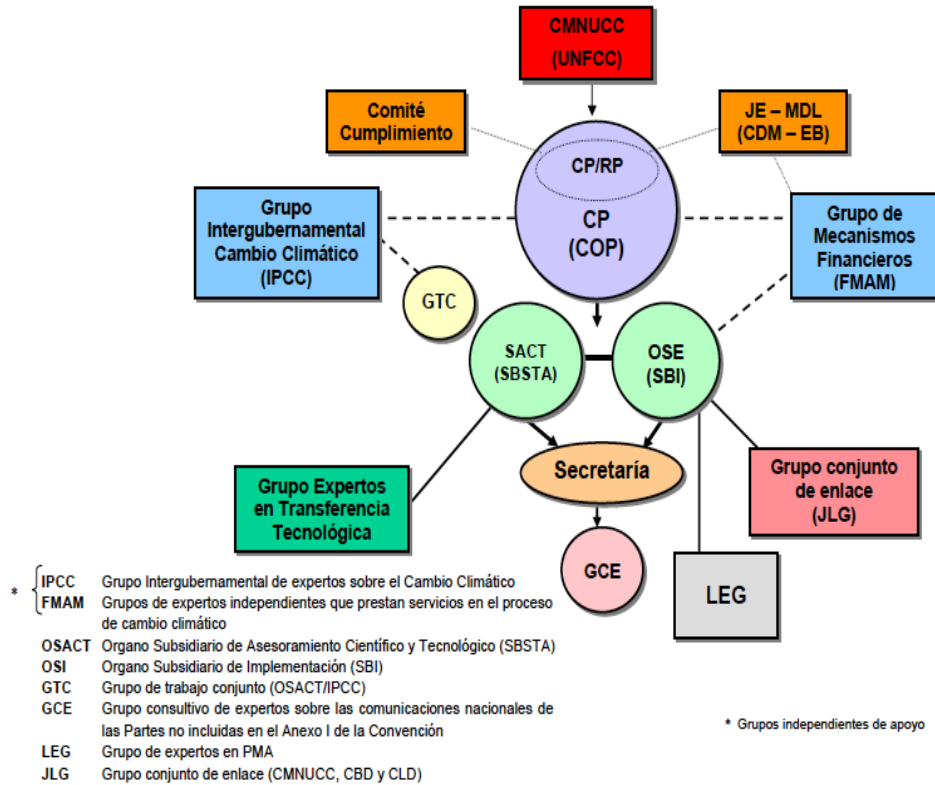 CMNUCC
(UNFCC)
Comité
Cumplimiento
JE – MDL
(CDM – EB)
CP/RP
CP
(COP)
Grupo
Intergubernamental
Cambio Climático
(IPCC)
Grupo de
Mecanismos
Financieros
(FMAM)
GTC
SACT
(SBSTA)
OSE
(SBI)
Secretaría
Grupo Expertos
en Transferencia
Tecnológica
Grupo conjunto
de enlace
(JLG)
GCE
LEG
* IPCC Grupo Intergubernamental de expertos sobre el Cambio Climático
FMAM Grupos de expertos independientes que prestan servicios en el proceso
de cambio climático
OSACT Organo Subsidiario de Asesoramiento Científico y Tecnológico (SBSTA)
OSI Organo Subsidiario de Implementación (SBI)
GTC Grupo de trabajo conjunto (OSACT/IPCC)
GCE Grupo consultivo de expertos sobre las comunicaciones nacionales de
las Partes no incluidas en el Anexo I de la Convención
LEG Grupo de expertos en PMA
JLG Grupo conjunto de enlace (CMNUCC, CBD y CLD)
* Grupos independientes de apoyo